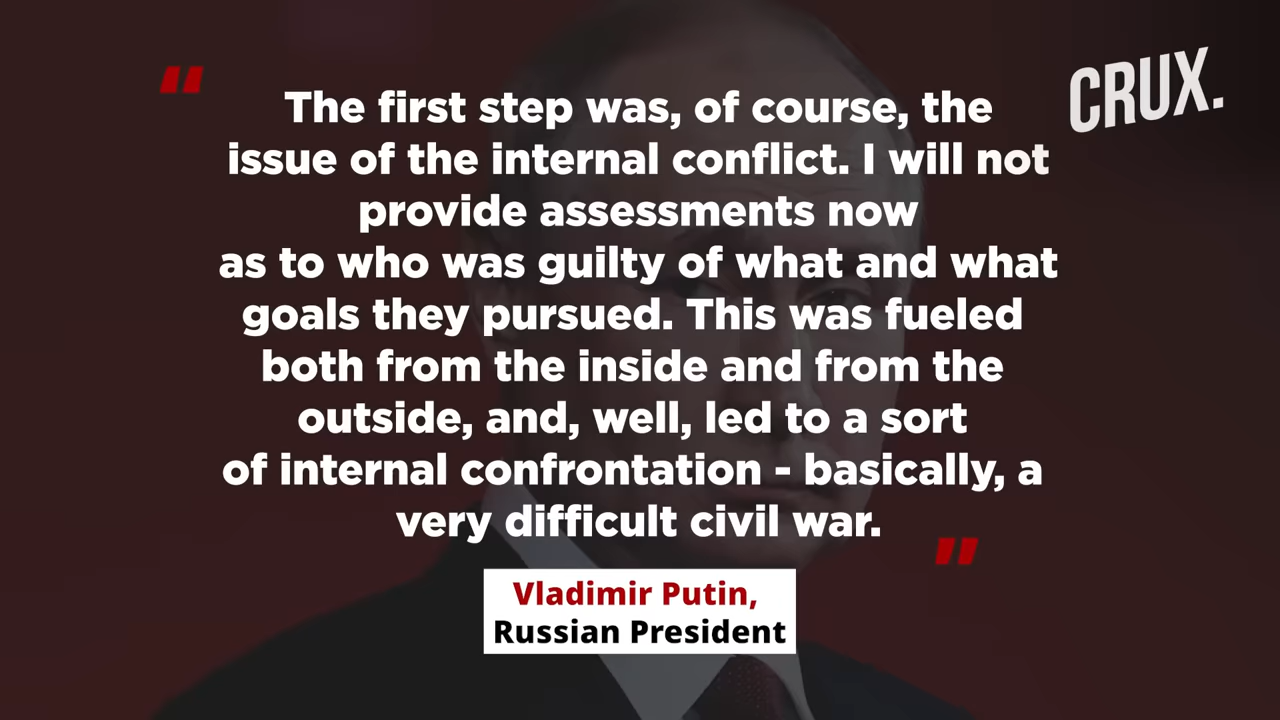 CRUX.
"
The first step was, of course, the
issue of the internal conflict. I will not
provide assessments now
as to who was guilty of what and what
goals they pursued. This was fueled
both from the inside and from the
outside, and, well, led to a sort
of internal confrontation - basically, a
very difficult civil war.
"
Vladimir Putin,
Russian President